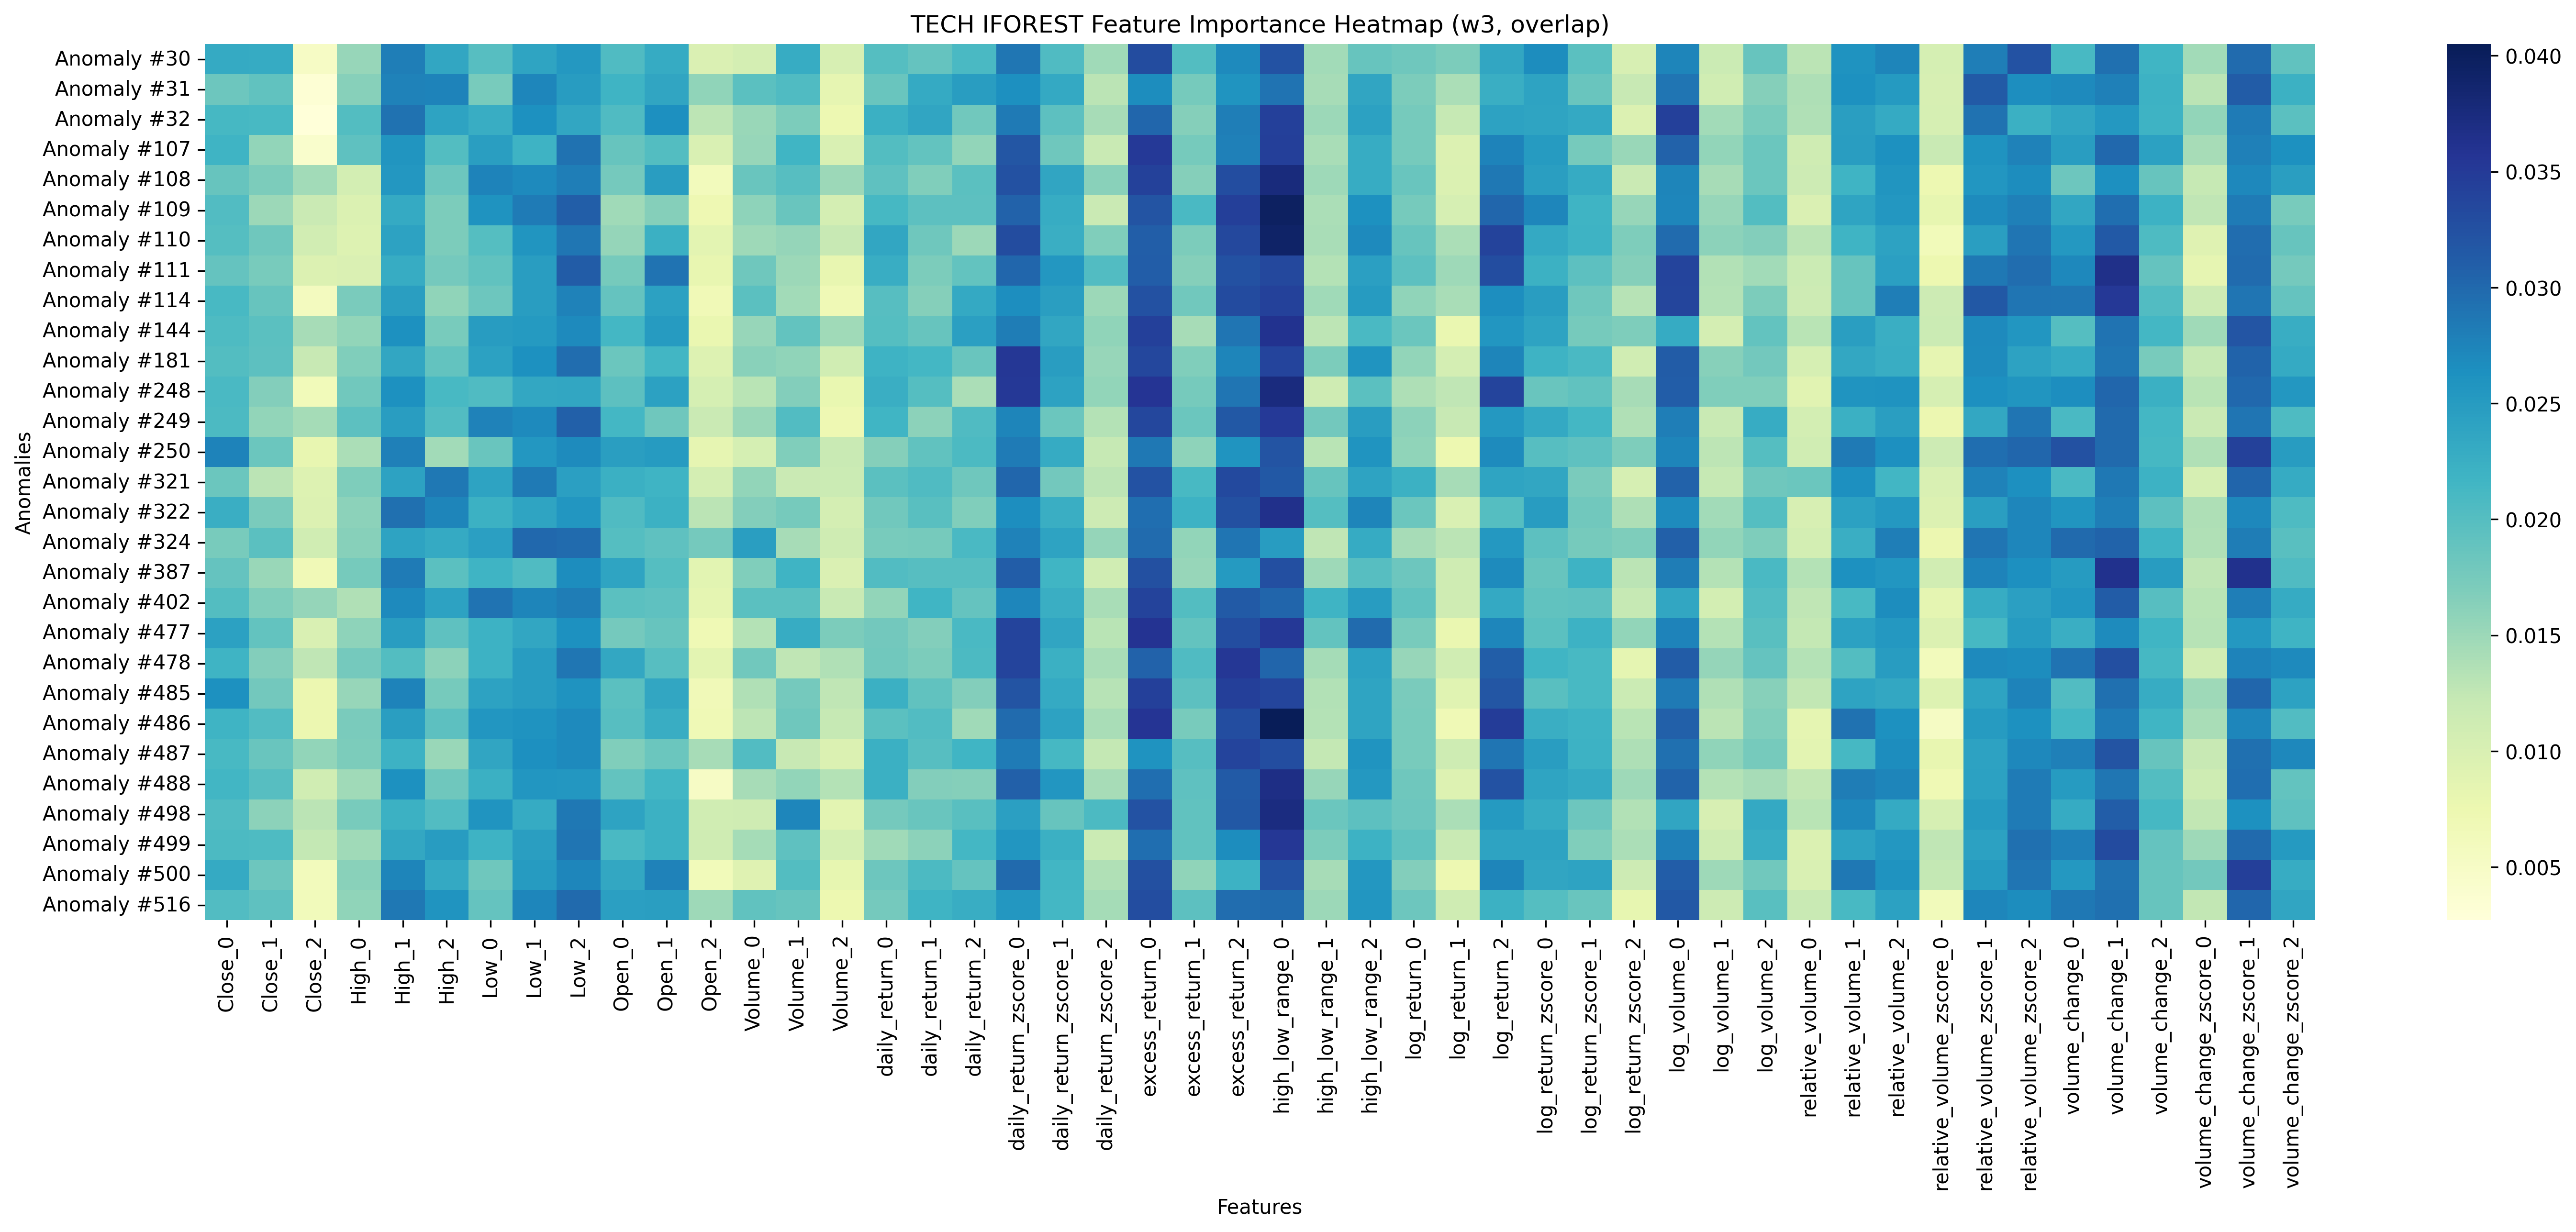 TECH IFOREST Feature Importance Heatmap (w3, overlap)
Anomalies
Anomaly #30
Anomaly #31
Anomaly #32
Anomaly #107
Anomaly #108
Anomaly #109
Anomaly #110
Anomaly #111
Anomaly #114
Anomaly #144
Anomaly #181
Anomaly #248
Anomaly #249
Anomaly #250
Anomaly #321
Anomaly #322
Anomaly #324
Anomaly #387
Anomaly #402
Anomaly #477
Anomaly #478
Anomaly #485
Anomaly #486
Anomaly #487
Anomaly #488
Anomaly #498
Anomaly #499
Anomaly #500
Anomaly #516
Close_0
Close_1
Close_2
High_0
High_1
High_2
Low_0
Low_1
Low_2
Open_0
Open_1
Open_2
Volume_0
Volume_1
Volume_2
daily_return_0
daily_return_1
daily_return_2
daily_return_zscore_0
daily_return_zscore_1
daily_return_zscore_2
excess_return_0
excess_return_1
excess_return_2
high_low_range_0
high_low_range_1
high_low_range_2
log_return_0
log_return_1
log_return_2
log_return_zscore_0
log_return_zscore_1
log_return_zscore_2
log_volume_0
log_volume_1
log_volume_2
relative_volume_0
relative_volume_1
relative_volume_2
relative_volume_zscore_0
relative_volume_zscore_1
relative_volume_zscore_2
volume_change_0
volume_change_1
volume_change_2
volume_change_zscore_0
volume_change_zscore_1
volume_change_zscore_2
Features
0.040
0.035
0.030
0.025
0.020
0.015
0.010
0.005